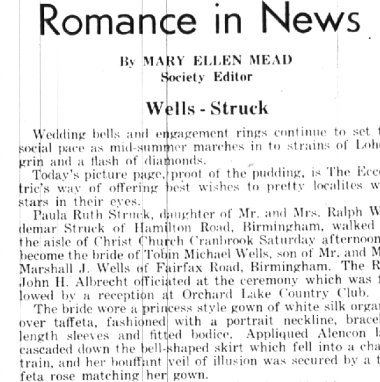 Romance in News
By MARY ELLEN MEAD
Society Editor
Wells - Struck
Wedding bells and engagement rings continue to set t
social pace as mid-summer marches in to strains of Lohe
grin and a flash of diamonds.
Today's picture page, proof of the pudding, is The Ecce
tric's way of offering best wishes to pretty localites w
stars in their eyes.
Paula Ruth Struck, daughter of Mr. and Mrs. Ralph W
demar Struck of Hamilton Road, Birmingham, walked
the aisle of Christ Church Cranbrook Saturday afternoon
become the bride of Tobin Michael Wells, son of Mr. and M
Marshall J. Wells of Fairfax Road, Birmingham. The R
John H. Albrecht officiated at the ceremony which was f
lowed by a reception at Orchard Lake Country Club.
The bride wore a princess style gown of white silk organ
over taffeta, fashioned with a portrait neckline, brace
length sleeves and fitted bodice. Appliqued Alencon l
cascaded down the bell-shaped skirt which fell into a cha
train, and her bouffant veil of illusion was secured by a t
feta rose matching her gown.